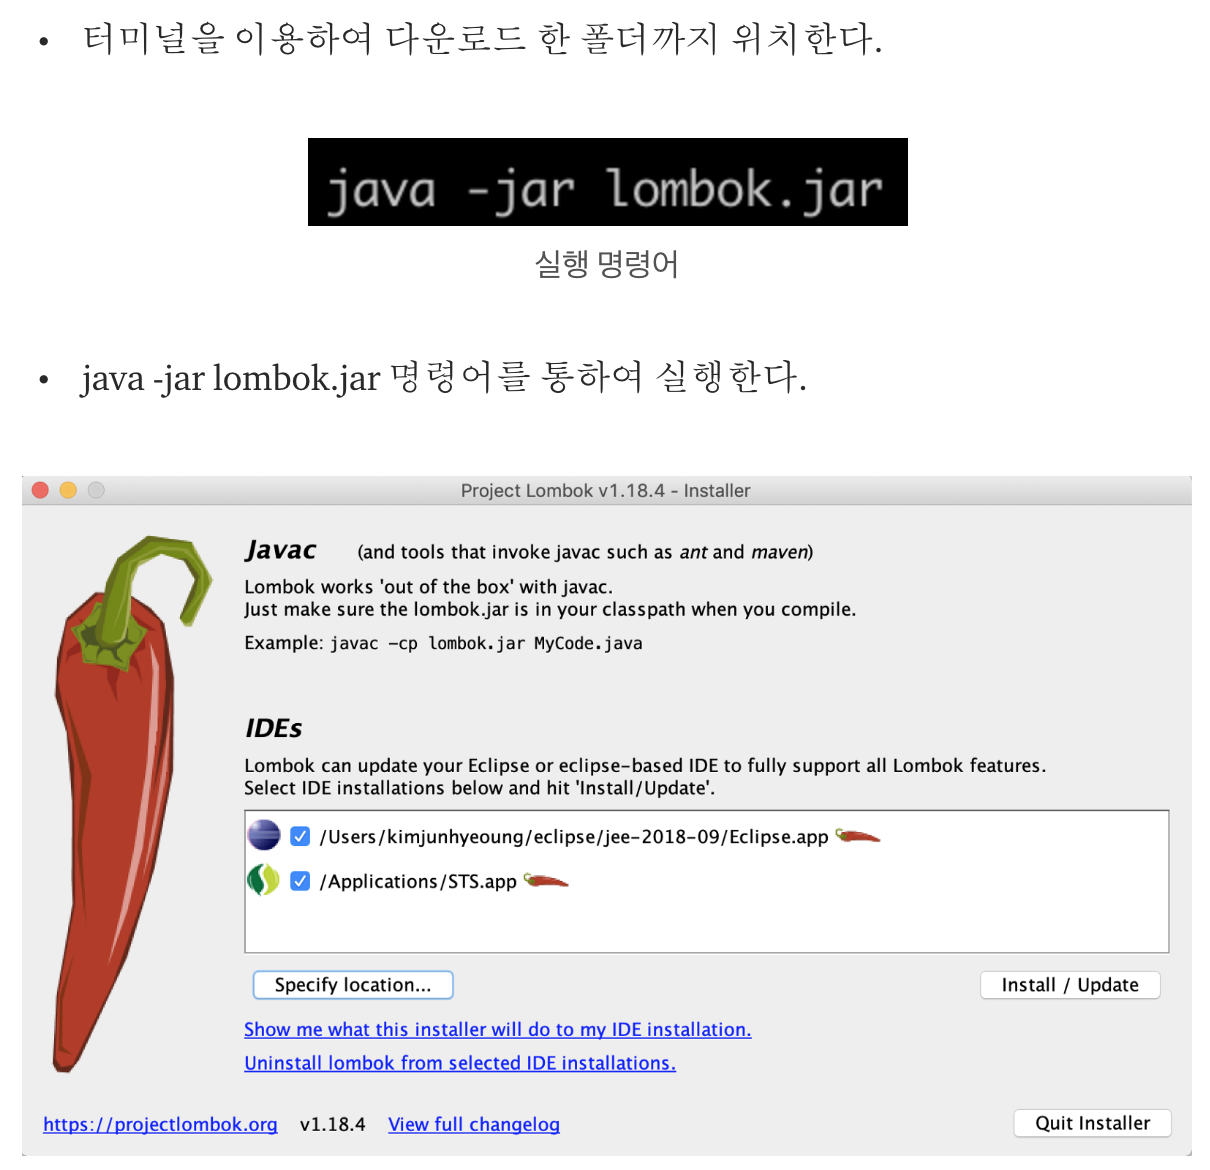 • 터미널을 이용하여 다운로드 한 폴더까지 위치한다.
java -jar lombok.jar
실행 명령어
• java -jar lombok.jar 명령어를 통하여 실행한다.
Project Lombok v1.18.4 - Installer
Javac (and tools that invoke javac such as ant and maven)
Lombok works 'out of the box' with javac.
Just make sure the lombok.jar is in your classpath when you compile.
Example: javac -cp lombok.jar MyCode.java
IDEs
Lombok can update your Eclipse or eclipse-based IDE to fully support all Lombok features.
Select IDE installations below and hit 'Install/Update'.
/Users/kimjunhyeoung/eclipse/jee-2018-09/Eclipse.app
/Applications/STS.app
Specify location... Install / Update
Show me what this installer will do to my IDE installation.
Uninstall lombok from selected IDE installations.
https://projectlombok.org v1.18.4 View full changelog Quit Installer